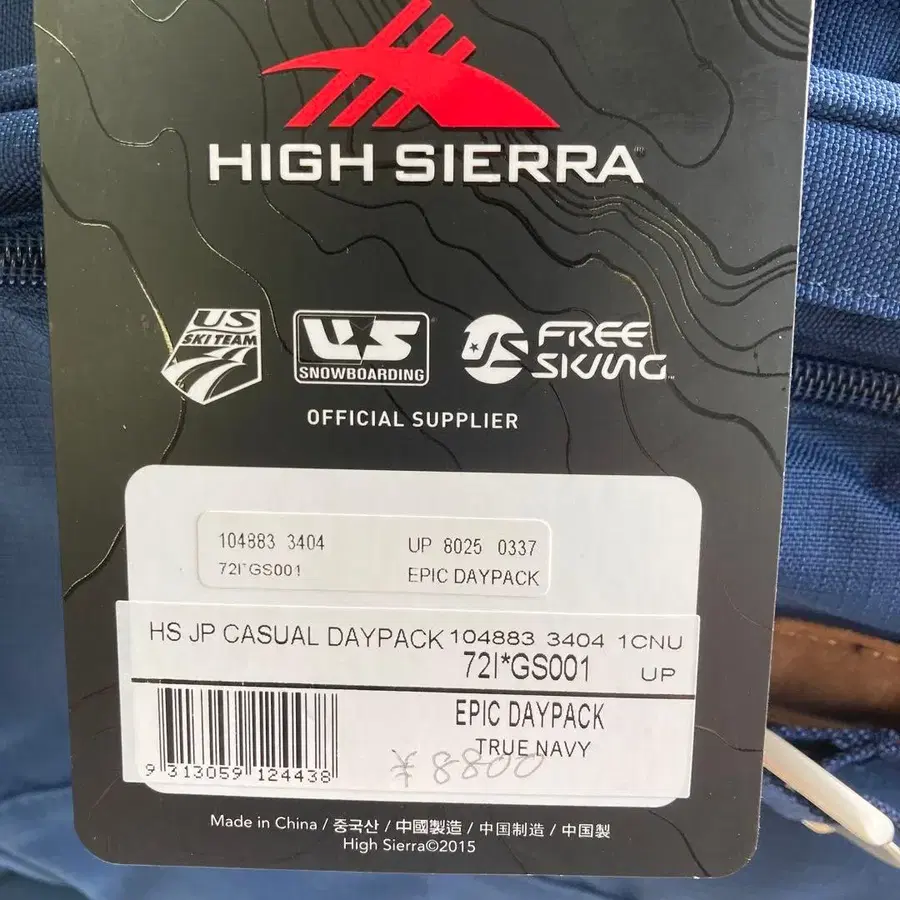 HIGH SIERRA
US
SKI TEAM
US
SNOWBOARDING
US FREE
SKIING
OFFICIAL SUPPLIER
104883 3404 UP 8025 0337
72I*GS001 EPIC DAYPACK
HS JP CASUAL DAYPACK 104883 3404 1CNU
72I*GS001 UP
EPIC DAYPACK
TRUE NAVY
¥8800
9 313059 124438
Made in China / 중국산 / 中國製造 / 中国制造 / 中国製
High Sierra©2015